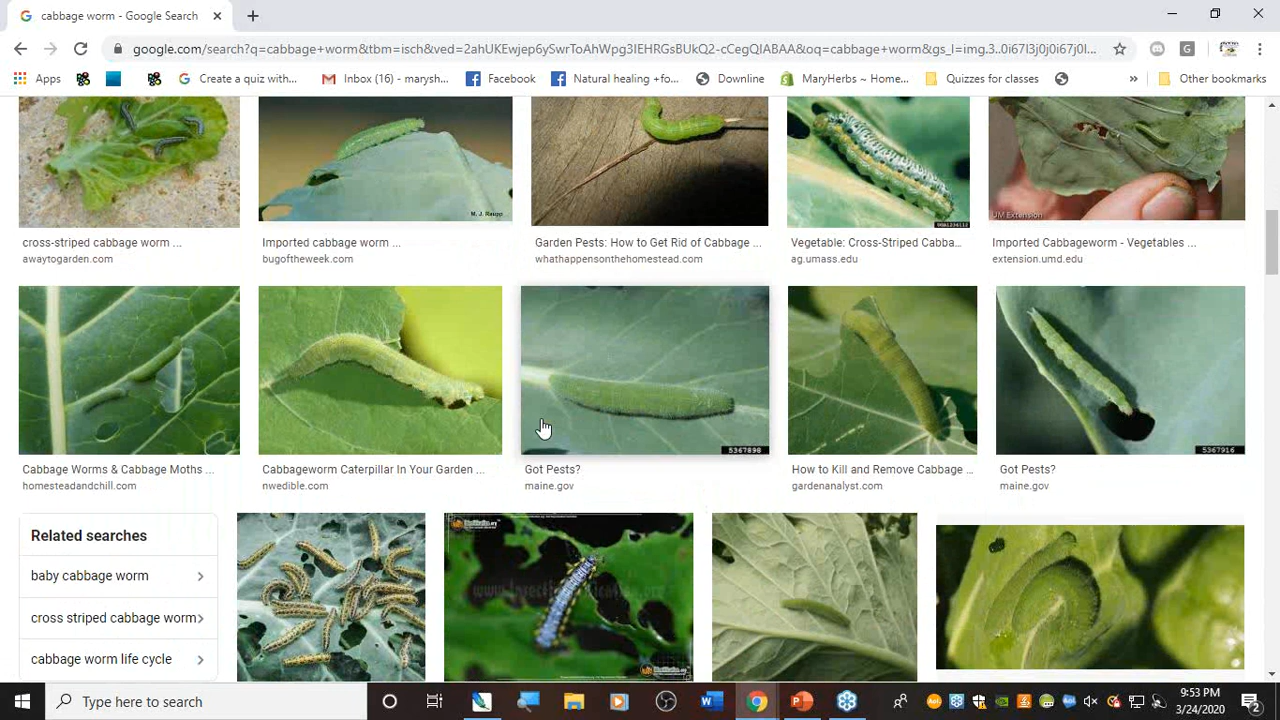 cabbage worm - Google Search
google.com/search?q=cabbage+worm&tbm=isch&ved=2ahUKEwjep6ySwrToAhWpg3IEHRGsBUkQ2-cCegQIABAA&oq=cabbage+worm&gs_l=img.3..0i67l3j0j0i67j0l...
Apps
Create a quiz with...
Inbox (16) - marysh...
Facebook
Natural healing +fo...
Downline
MaryHerbs ~ Home...
Quizzes for classes
»
Other bookmarks
M. J. Raupp
UM Extension
cross-striped cabbage worm ...
awaytogarden.com
Imported cabbage worm ...
bugoftheweek.com
Garden Pests: How to Get Rid of Cabbage ...
whathappensonthehomestead.com
Vegetable: Cross-Striped Cabba...
ag.umass.edu
Imported Cabbageworm - Vegetables ...
extension.umd.edu
5367898
5367916
Cabbage Worms & Cabbage Moths ...
homesteadandchill.com
Cabbageworm Caterpillar In Your Garden ...
nwedible.com
Got Pests?
maine.gov
How to Kill and Remove Cabbage ...
gardenanalyst.com
Got Pests?
maine.gov
Related searches
baby cabbage worm
cross striped cabbage worm
cabbage worm life cycle
Type here to search
9:53 PM
3/24/2020
2